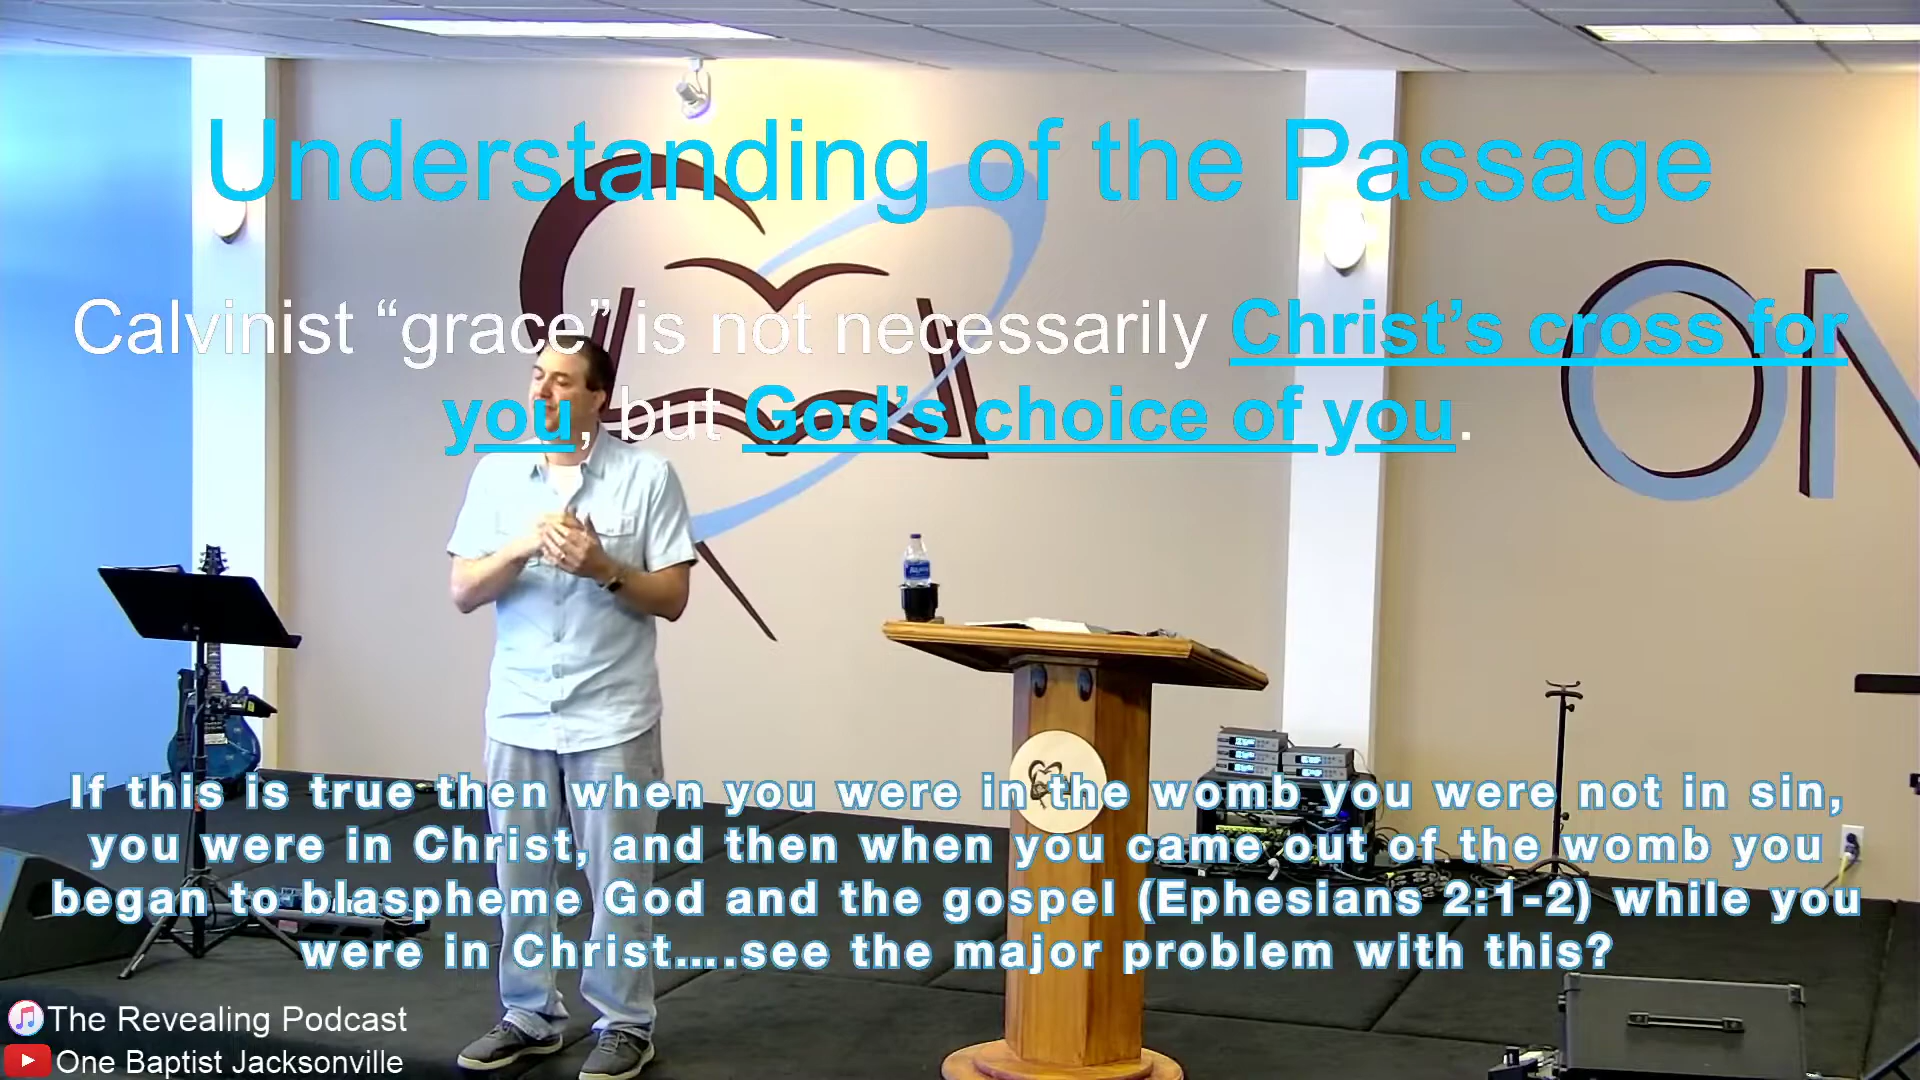 Understanding of the Passage
Calvinist “grace” is not necessarily Christ’s cross for
you, but God’s choice of you.
ON
If this is true then when you were in the womb you were not in sin,
you were in Christ, and then when you came out of the womb you
began to blaspheme God and the gospel (Ephesians 2:1-2) while you
were in Christ....see the major problem with this?
The Revealing Podcast
One Baptist Jacksonville